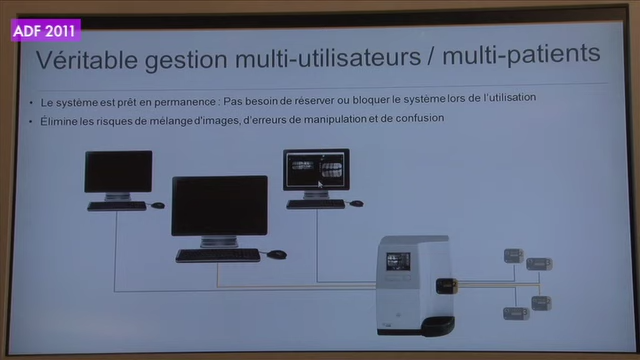 ADF 2011
Véritable gestion multi-utilisateurs / multi-patients
• Le système est prêt en permanence : Pas besoin de réserver ou bloquer le système lors de l'utilisation
• Élimine les risques de mélange d'images, d'erreurs de manipulation et de confusion